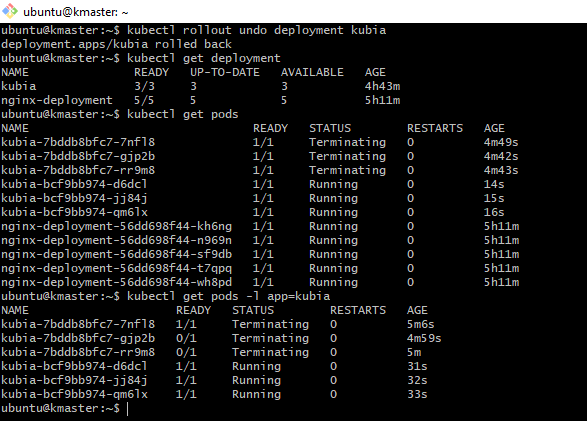 ubuntu@kmaster: ~
ubuntu@kmaster:~$ kubectl rollout undo deployment kubia
deployment.apps/kubia rolled back
ubuntu@kmaster:~$ kubectl get deployment
NAME READY UP-TO-DATE AVAILABLE AGE
kubia 3/3 3 3 4h43m
nginx-deployment 5/5 5 5 5h11m
ubuntu@kmaster:~$ kubectl get pods
NAME READY STATUS RESTARTS AGE
kubia-7bddb8bfc7-7nfl8 1/1 Terminating 0 4m49s
kubia-7bddb8bfc7-gjp2b 1/1 Terminating 0 4m42s
kubia-7bddb8bfc7-rr9m8 1/1 Terminating 0 4m43s
kubia-bcf9bb974-d6dcl 1/1 Running 0 14s
kubia-bcf9bb974-jj84j 1/1 Running 0 15s
kubia-bcf9bb974-qm6lx 1/1 Running 0 16s
nginx-deployment-56dd698f44-kh6ng 1/1 Running 0 5h11m
nginx-deployment-56dd698f44-n969n 1/1 Running 0 5h11m
nginx-deployment-56dd698f44-sf9db 1/1 Running 0 5h11m
nginx-deployment-56dd698f44-t7qpq 1/1 Running 0 5h11m
nginx-deployment-56dd698f44-wh8pd 1/1 Running 0 5h11m
ubuntu@kmaster:~$ kubectl get pods -l app=kubia
NAME READY STATUS RESTARTS AGE
kubia-7bddb8bfc7-7nfl8 1/1 Terminating 0 5m6s
kubia-7bddb8bfc7-gjp2b 0/1 Terminating 0 4m59s
kubia-7bddb8bfc7-rr9m8 0/1 Terminating 0 5m
kubia-bcf9bb974-d6dcl 1/1 Running 0 31s
kubia-bcf9bb974-jj84j 1/1 Running 0 32s
kubia-bcf9bb974-qm6lx 1/1 Running 0 33s
ubuntu@kmaster:~$